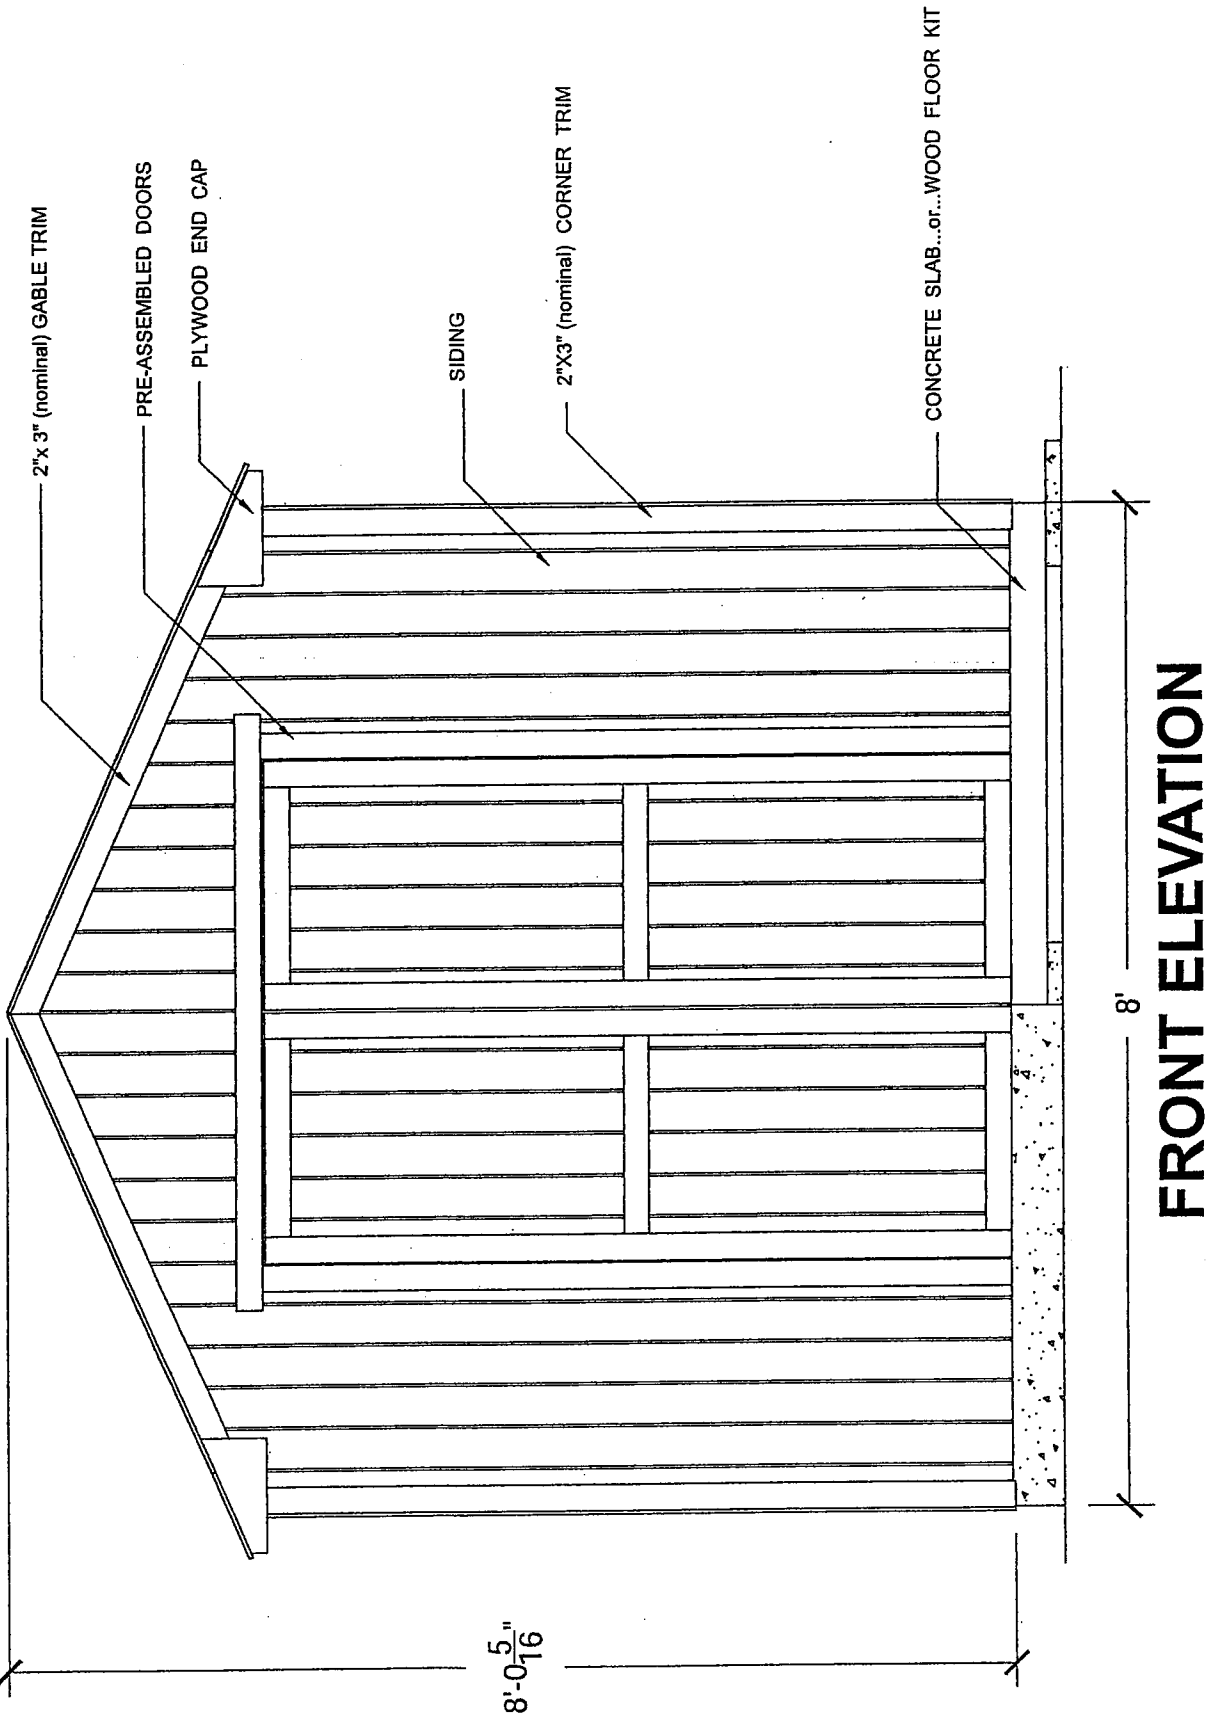 2"x 3" (nominal) GABLE TRIM
PRE-ASSEMBLED DOORS
PLYWOOD END CAP
SIDING
2"X3" (nominal) CORNER TRIM
CONCRETE SLAB...or...WOOD FLOOR KIT
8'-0 5/16"
8'
FRONT ELEVATION